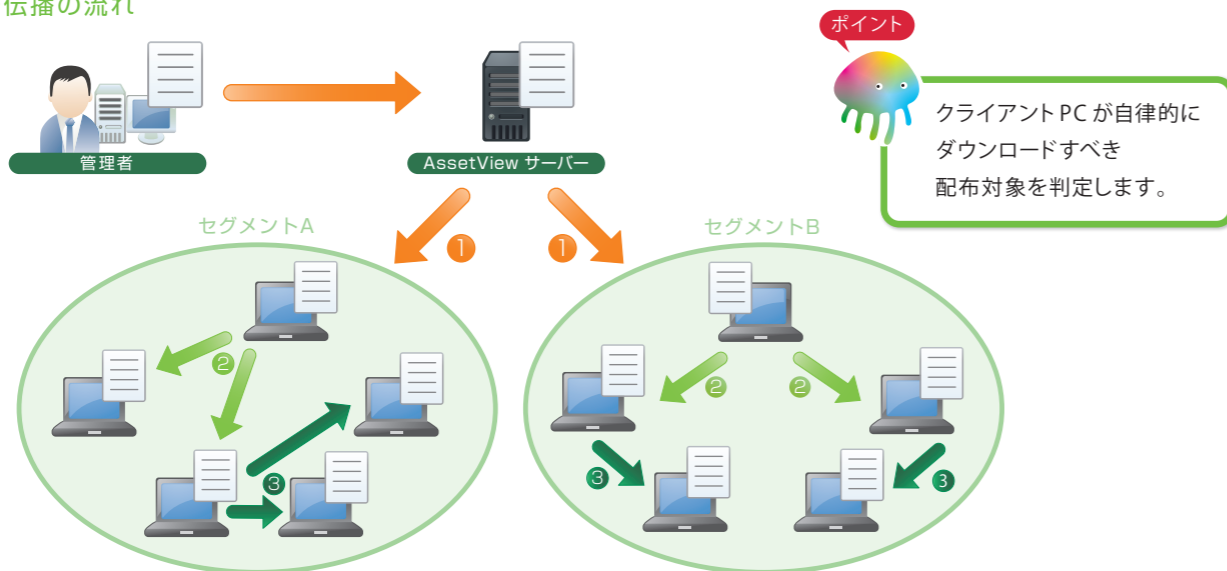 伝播の流れ
ポイント
クライアントPCが自律的に
ダウンロードすべき
配布対象を判定します。
管理者
AssetView サーバー
セグメントA
セグメントB
①
①
②
②
②
③
③
③